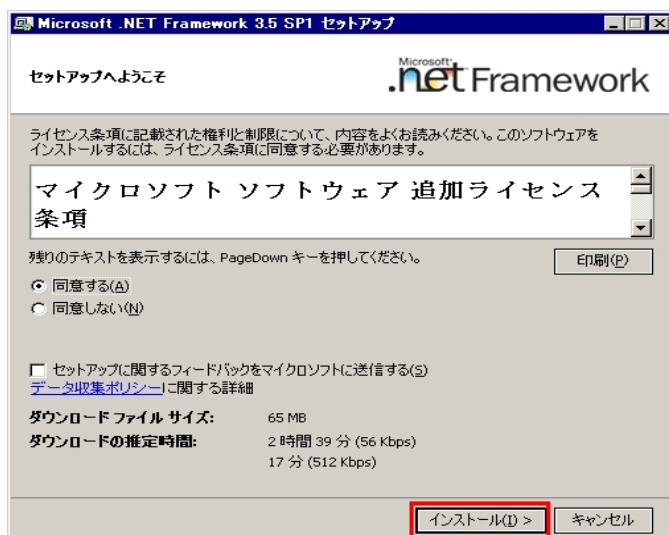 Microsoft .NET Framework 3.5 SP1 セットアップ
セットアップへようこそ
Microsoft
.net Framework
ライセンス条項に記載された権利と制限について、内容をよくお読みください。このソフトウェアを
インストールするには、ライセンス条項に同意する必要があります。
マイクロソフト ソフトウェア 追加ライセンス
条項
残りのテキストを表示するには、PageDown キーを押してください。
印刷(P)
同意する(A)
同意しない(N)
セットアップに関するフィードバックをマイクロソフトに送信する(S)
データ収集ポリシーに関する詳細
ダウンロード ファイル サイズ: 65 MB
ダウンロードの推定時間: 2 時間 39 分 (56 Kbps)
17 分 (512 Kbps)
インストール(I) > キャンセル